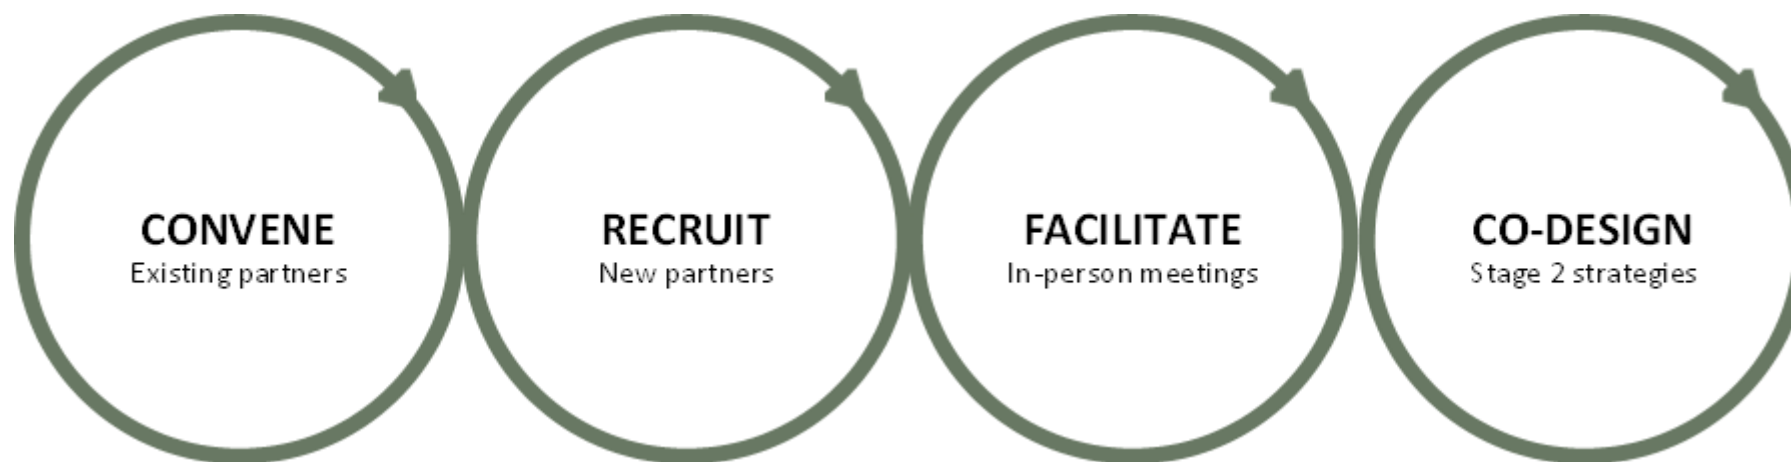 CONVENE
Existing partners
RECRUIT
New partners
FACILITATE
In-person meetings
CO-DESIGN
Stage 2 strategies